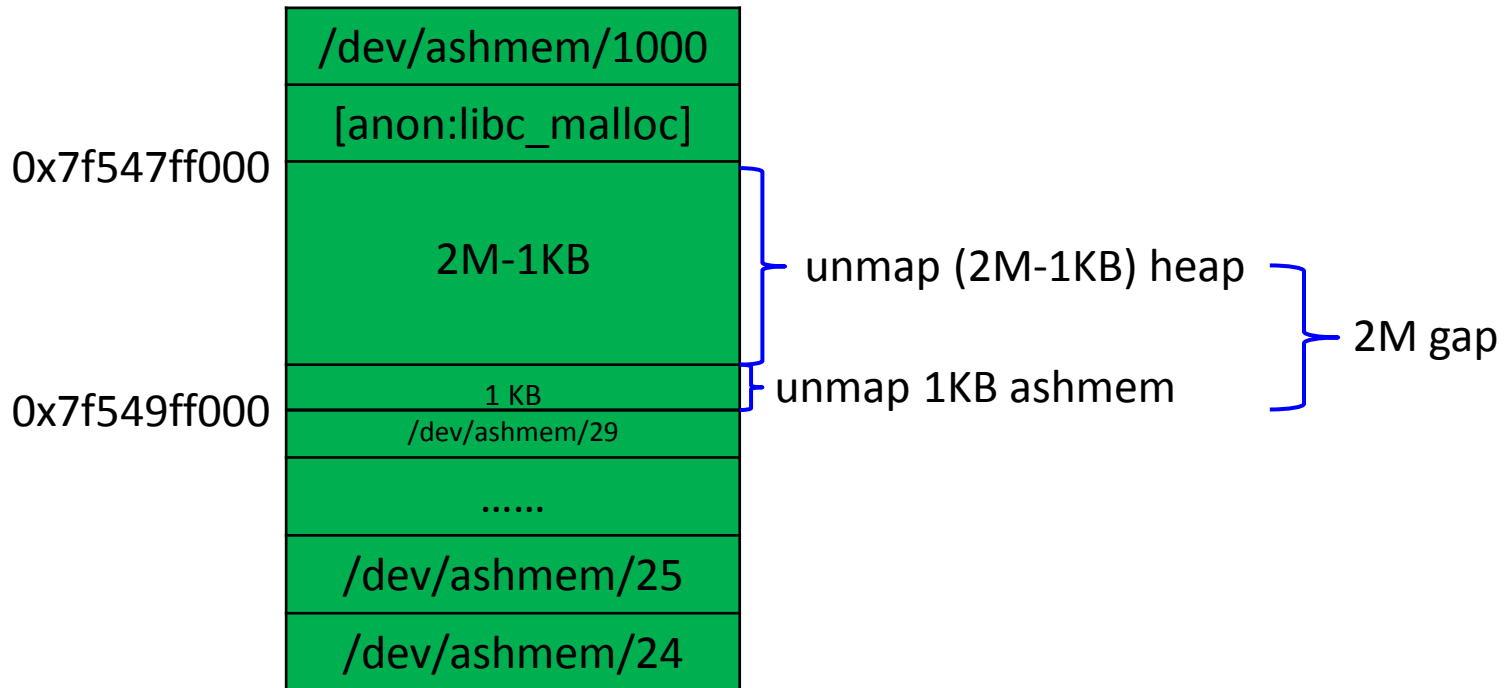 /dev/ashmem/1000
[anon:libc_malloc]
0x7f547ff000
2M-1KB
unmap (2M-1KB) heap
2M gap
unmap 1KB ashmem
1 KB
0x7f549ff000
/dev/ashmem/29
......
/dev/ashmem/25
/dev/ashmem/24